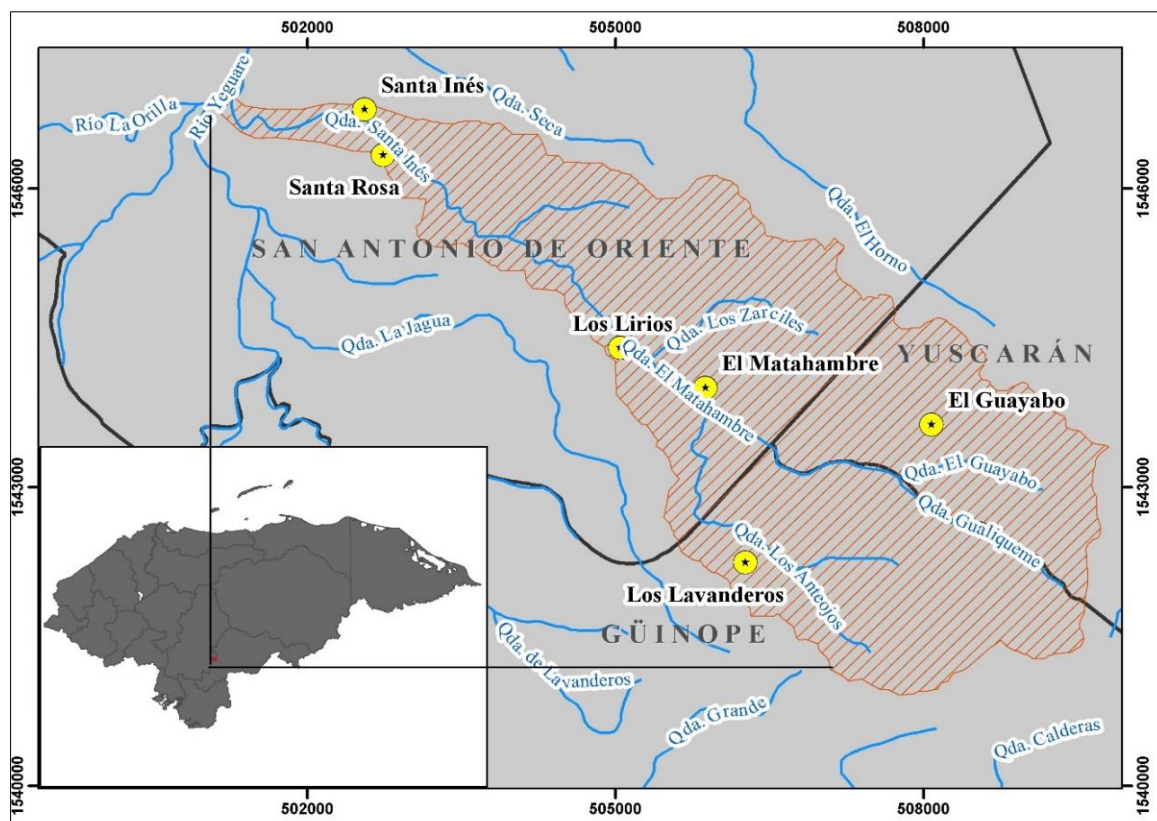 502000
505000
508000
Santa Inés
Río La Orilla
Río Yeguare
Qda. Seca
Qda. Santa Inés
1546000
1546000
Santa Rosa
Qda. El Horno
SAN ANTONIO DE ORIENTE
Qda. La Jagua
Los Lirios
Qda. Los Zarciles
YUSCARÁN
Qda. El Matahambre
El Matahambre
El Guayabo
1543000
1543000
Qda. El Guayabo
Qda. Gualiqueme
Qda. Los Anteojos
Los Lavanderos
GÜINOPE
Qda. de Lavanderos
Qda. Grande
Qda. Calderas
1540000
1540000
502000
505000
508000